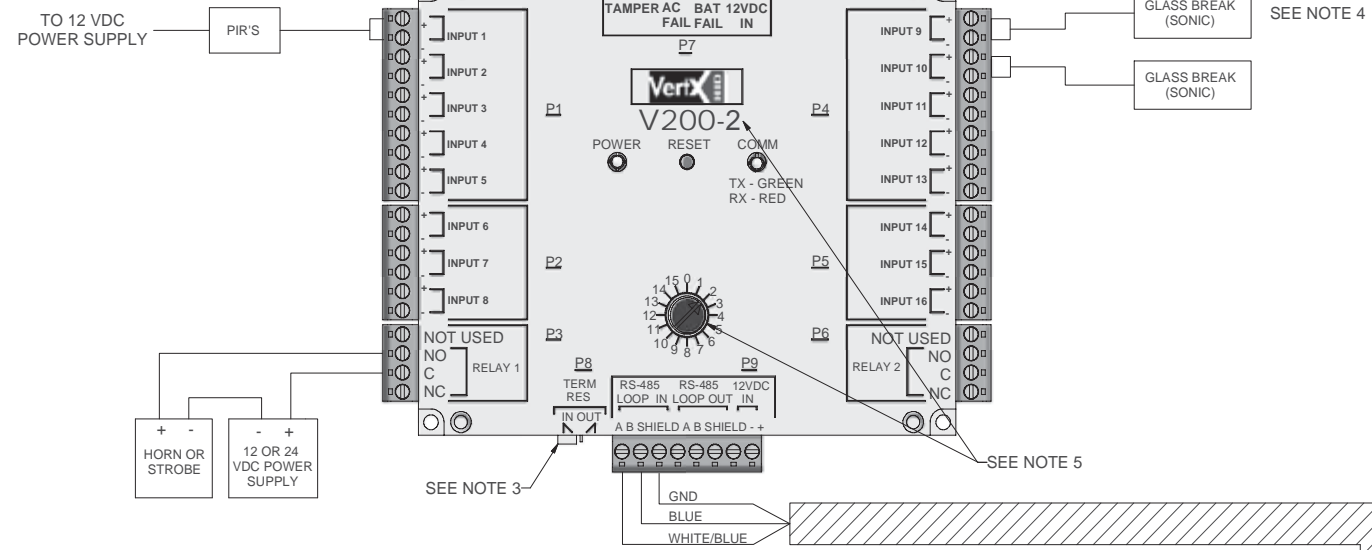 TO 12 VDC
POWER SUPPLY
PIR'S
TAMPER AC BAT 12VDC
FAIL FAIL IN
P7
VertX HID
V200-2
POWER RESET COMM
TX - GREEN
RX - RED
+
-
INPUT 1
+
-
INPUT 2
+
-
INPUT 3
+
-
INPUT 4
+
-
INPUT 5
P1
+
-
INPUT 6
+
-
INPUT 7
+
-
INPUT 8
P2
NOT USED
NO
C
NC
RELAY 1
P3
INPUT 9
+
-
INPUT 10
+
-
INPUT 11
+
-
INPUT 12
+
-
INPUT 13
+
-
P4
INPUT 14
+
-
INPUT 15
+
-
INPUT 16
+
-
P5
P6
NOT USED
NO
C
NC
RELAY 2
GLASS BREAK
(SONIC)
SEE NOTE 4
GLASS BREAK
(SONIC)
0 1 2 3 4 5 6 7 8 9 10 11 12 13 14 15
P8
TERM
RES
IN OUT
P9
RS-485 RS-485 12VDC
LOOP IN LOOP OUT IN
A B SHIELD A B SHIELD - +
+ -
HORN OR
STROBE
- +
12 OR 24
VDC POWER
SUPPLY
SEE NOTE 3
SEE NOTE 5
GND
BLUE
WHITE/BLUE